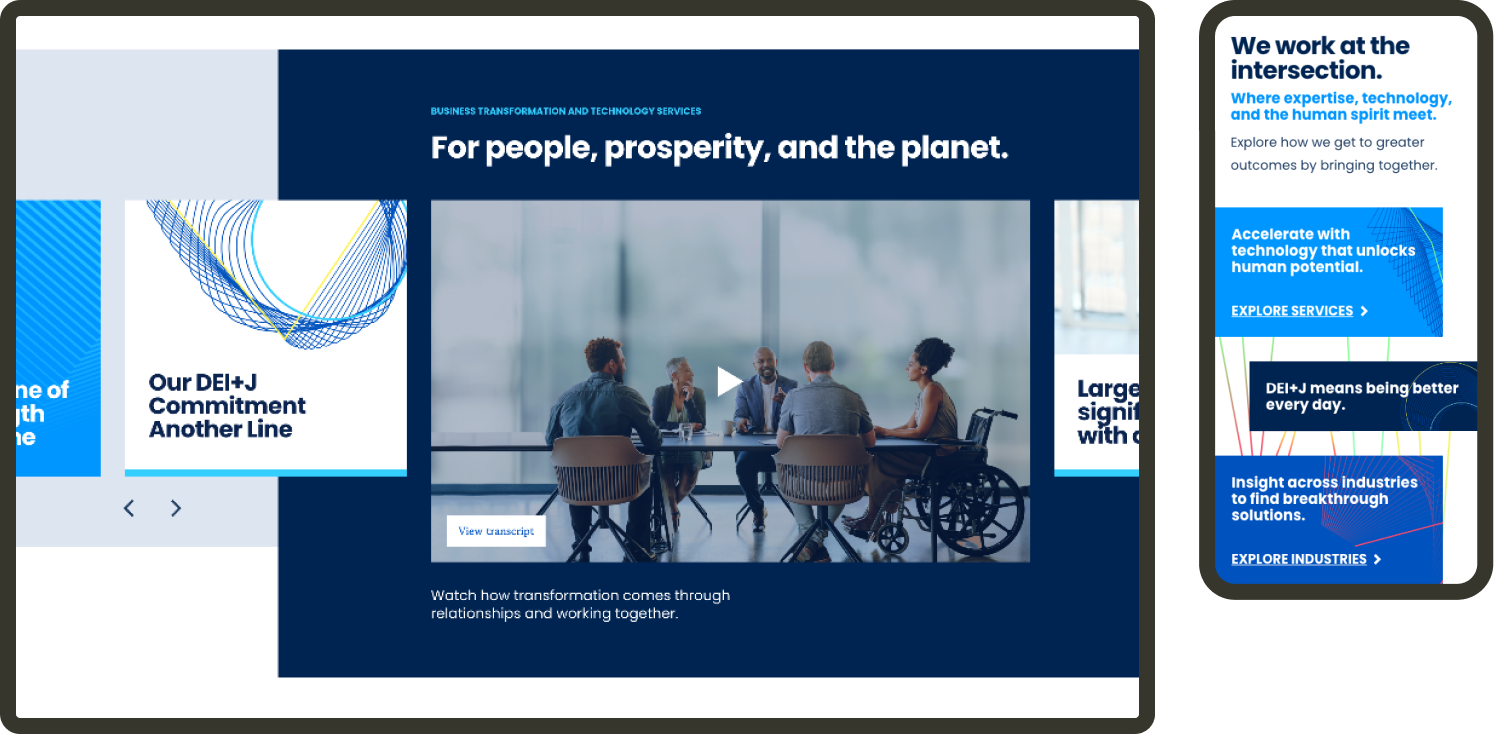 BUSINESS TRANSFORMATION AND TECHNOLOGY SERVICES
For people, prosperity, and the planet.
ne of
gth
ne
Our DEI+J
Commitment
Another Line
View transcript
Large
signif
with
Watch how transformation comes through
relationships and working together.
We work at the
intersection.
Where expertise, technology,
and the human spirit meet.
Explore how we get to greater
outcomes by bringing together.
Accelerate with
technology that unlocks
human potential.
EXPLORE SERVICES
DEI+J means being better
every day.
Insight across industries
to find breakthrough
solutions.
EXPLORE INDUSTRIES